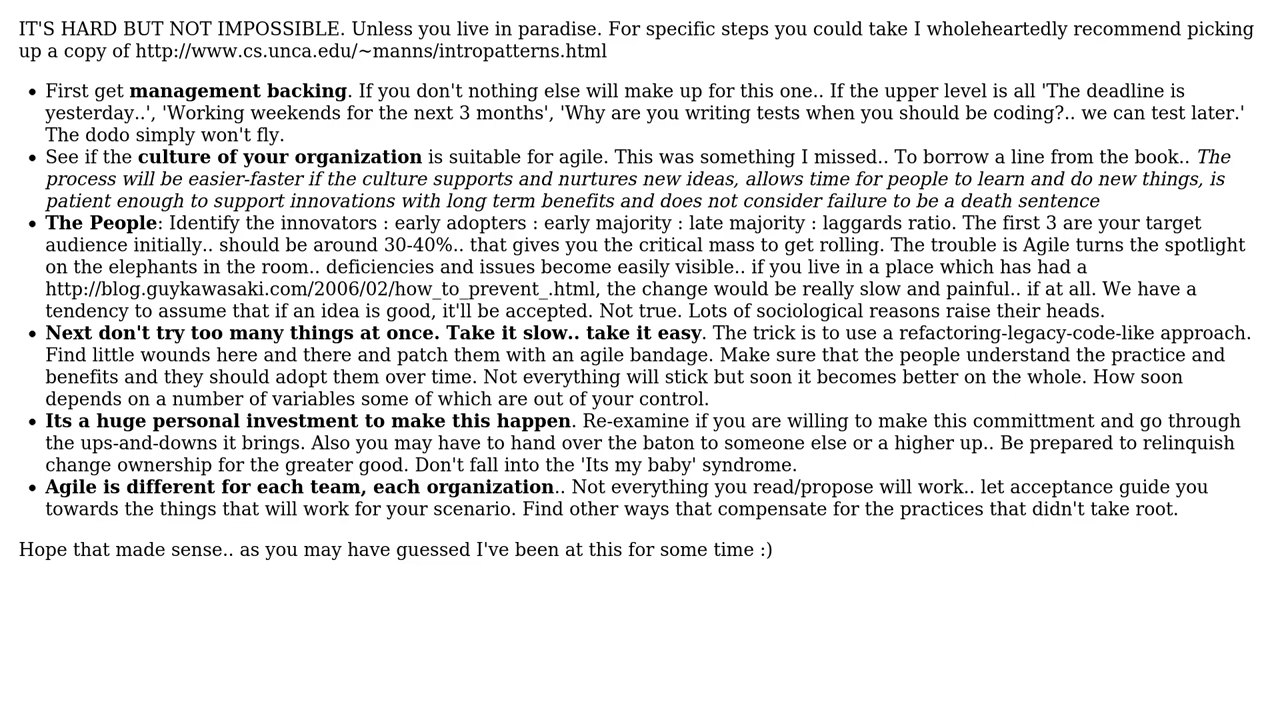 IT'S HARD BUT NOT IMPOSSIBLE. Unless you live in paradise. For specific steps you could take I wholeheartedly recommend picking
up a copy of http://www.cs.unca.edu/~manns/intropatterns.html
• First get management backing. If you don't nothing else will make up for this one.. If the upper level is all 'The deadline is
yesterday..', 'Working weekends for the next 3 months', 'Why are you writing tests when you should be coding?.. we can test later.'
The dodo simply won't fly.
• See if the culture of your organization is suitable for agile. This was something I missed.. To borrow a line from the book.. The
process will be easier-faster if the culture supports and nurtures new ideas, allows time for people to learn and do new things, is
patient enough to support innovations with long term benefits and does not consider failure to be a death sentence
• The People: Identify the innovators : early adopters : early majority : late majority : laggards ratio. The first 3 are your target
audience initially.. should be around 30-40%.. that gives you the critical mass to get rolling. The trouble is Agile turns the spotlight
on the elephants in the room.. deficiencies and issues become easily visible.. if you live in a place which has had a
http://blog.guykawasaki.com/2006/02/how_to_prevent_.html, the change would be really slow and painful.. if at all. We have a
tendency to assume that if an idea is good, it'll be accepted. Not true. Lots of sociological reasons raise their heads.
• Next don't try too many things at once. Take it slow.. take it easy. The trick is to use a refactoring-legacy-code-like approach.
Find little wounds here and there and patch them with an agile bandage. Make sure that the people understand the practice and
benefits and they should adopt them over time. Not everything will stick but soon it becomes better on the whole. How soon
depends on a number of variables some of which are out of your control.
• Its a huge personal investment to make this happen. Re-examine if you are willing to make this committment and go through
the ups-and-downs it brings. Also you may have to hand over the baton to someone else or a higher up.. Be prepared to relinquish
change ownership for the greater good. Don't fall into the 'Its my baby' syndrome.
• Agile is different for each team, each organization.. Not everything you read/propose will work.. let acceptance guide you
towards the things that will work for your scenario. Find other ways that compensate for the practices that didn't take root.
Hope that made sense.. as you may have guessed I've been at this for some time :)